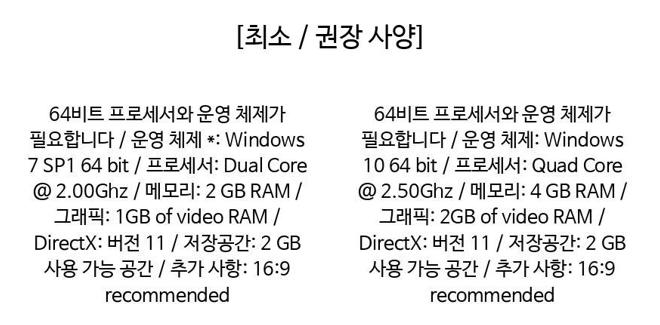 [최소 / 권장 사양]
64비트 프로세서와 운영 체제가
필요합니다 / 운영 체제 *: Windows
7 SP1 64 bit / 프로세서: Dual Core
@ 2.00Ghz / 메모리: 2 GB RAM /
그래픽: 1GB of video RAM /
DirectX: 버전 11 / 저장공간: 2 GB
사용 가능 공간 / 추가 사항: 16:9
recommended
64비트 프로세서와 운영 체제가
필요합니다 / 운영 체제: Windows
10 64 bit / 프로세서: Quad Core
@ 2.50Ghz / 메모리: 4 GB RAM /
그래픽: 2GB of video RAM /
DirectX: 버전 11 / 저장공간: 2 GB
사용 가능 공간 / 추가 사항: 16:9
recommended